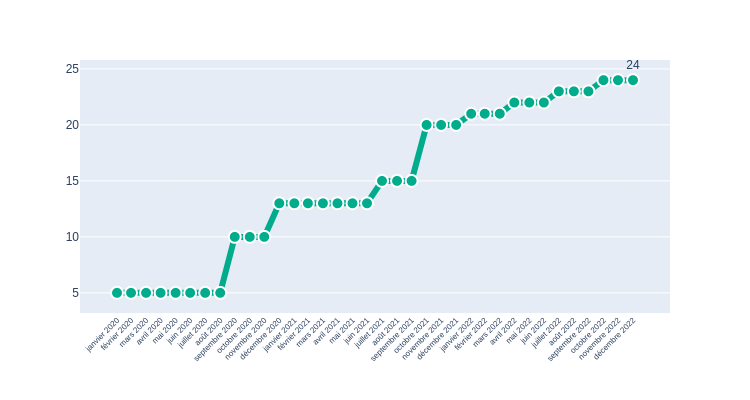 24
25
20
15
10
5
janvier 2020
février 2020
mars 2020
avril 2020
mai 2020
juin 2020
juillet 2020
août 2020
septembre 2020
octobre 2020
novembre 2020
décembre 2020
janvier 2021
février 2021
mars 2021
avril 2021
mai 2021
juin 2021
juillet 2021
août 2021
septembre 2021
octobre 2021
novembre 2021
décembre 2021
janvier 2022
février 2022
mars 2022
avril 2022
mai 2022
juin 2022
juillet 2022
août 2022
septembre 2022
octobre 2022
novembre 2022
décembre 2022